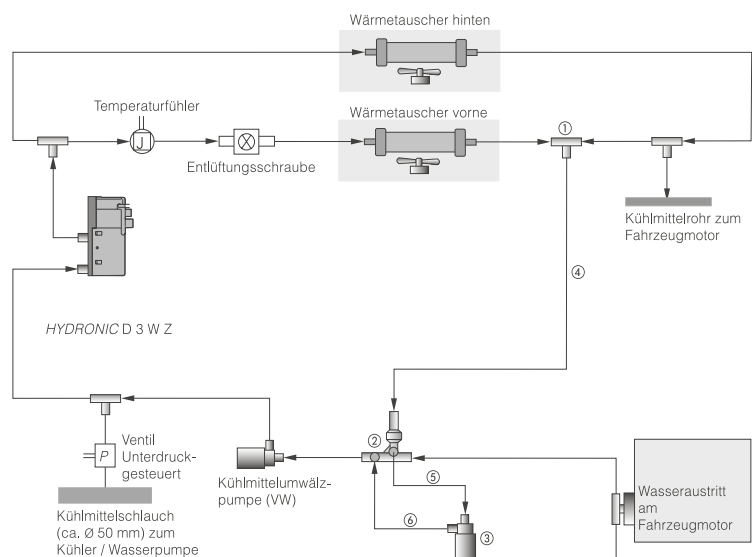 Wärmetauscher hinten
Temperaturfühler
Wärmetauscher vorne
①
J
X
Entlüftungsschraube
Kühlmittelrohr zum
Fahrzeugmotor
④
HYDRONIC D 3 W Z
②
P
Ventil
Unterdruck-
gesteuert
Kühlmittelumwälz-
pumpe (VW)
⑤
⑥
③
Wasseraustritt
am
Fahrzeugmotor
Kühlmittelschlauch
(ca. Ø 50 mm) zum
Kühler / Wasserpumpe